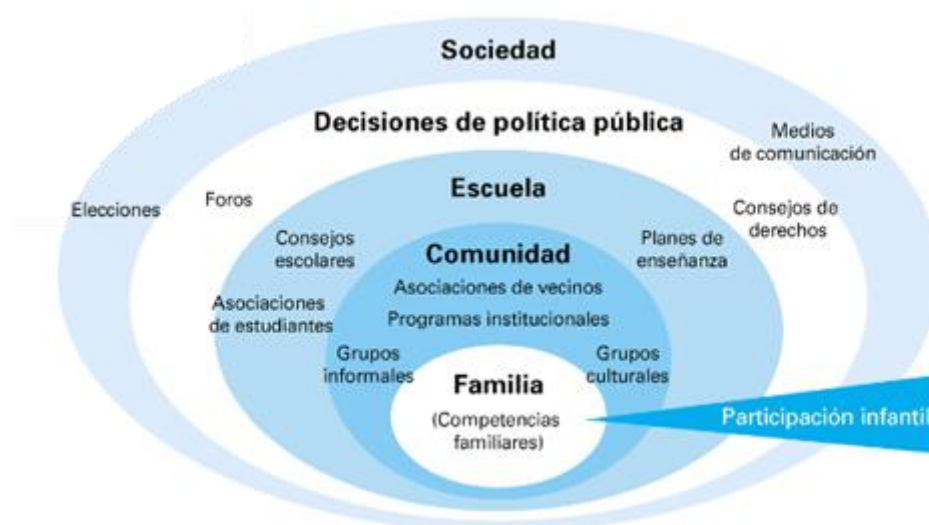 Sociedad
Decisiones de política pública
Medios
de comunicación
Escuela
Elecciones
Foros
Consejos de
derechos
Consejos
escolares
Planes de
enseñanza
Comunidad
Asociaciones de vecinos
Asociaciones
de estudiantes
Programas institucionales
Grupos
informales
Grupos
culturales
Familia
(Competencias
familiares)
Participación infantil